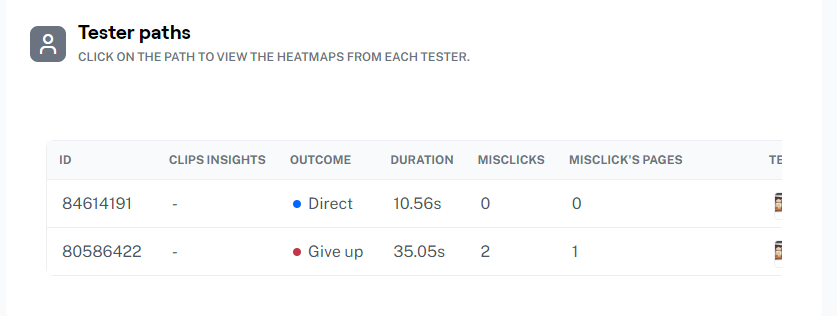 Tester paths
CLICK ON THE PATH TO VIEW THE HEATMAPS FROM EACH TESTER.
ID CLIPS INSIGHTS OUTCOME DURATION MISCLICKS MISCLICK'S PAGES TE
84614191 - Direct 10.56s 0 0
80586422 - Give up 35.05s 2 1